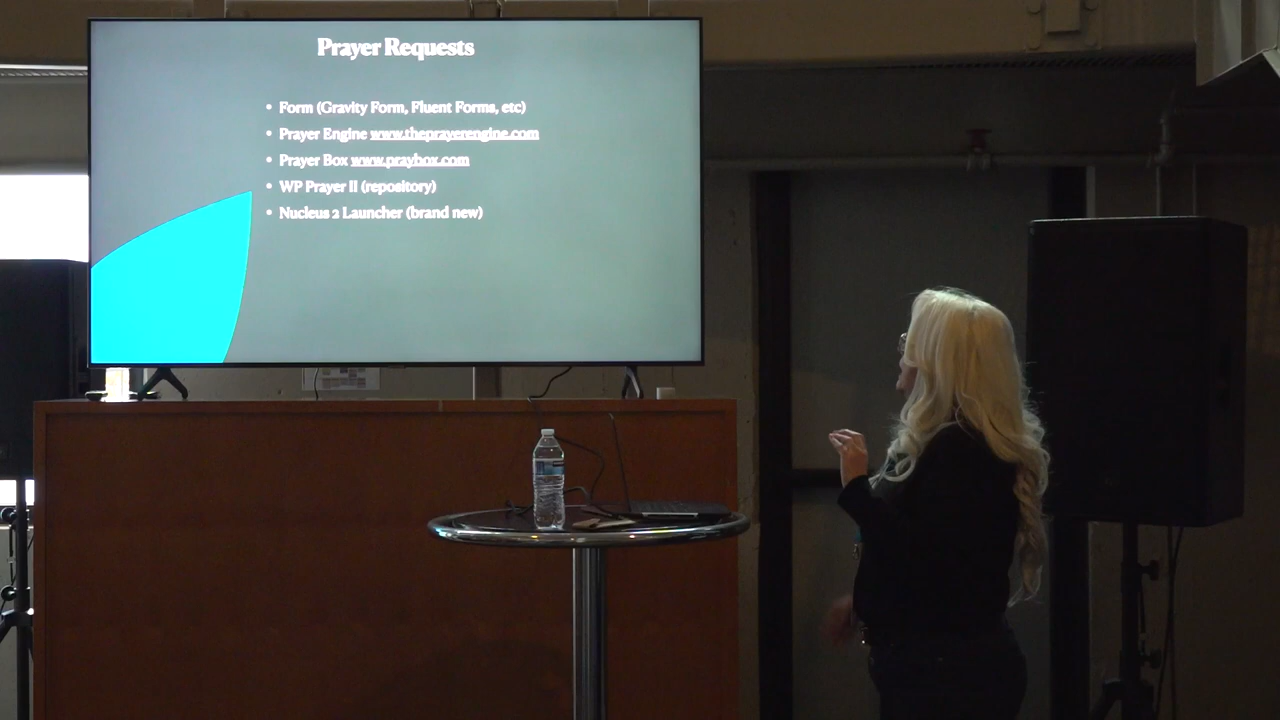 Prayer Requests
• Form (Gravity Form, Fluent Forms, etc)
• Prayer Engine www.theprayerengine.com
• Prayer Box www.praybox.com
• WP Prayer II (repository)
• Nucleus 2 Launcher (brand new)